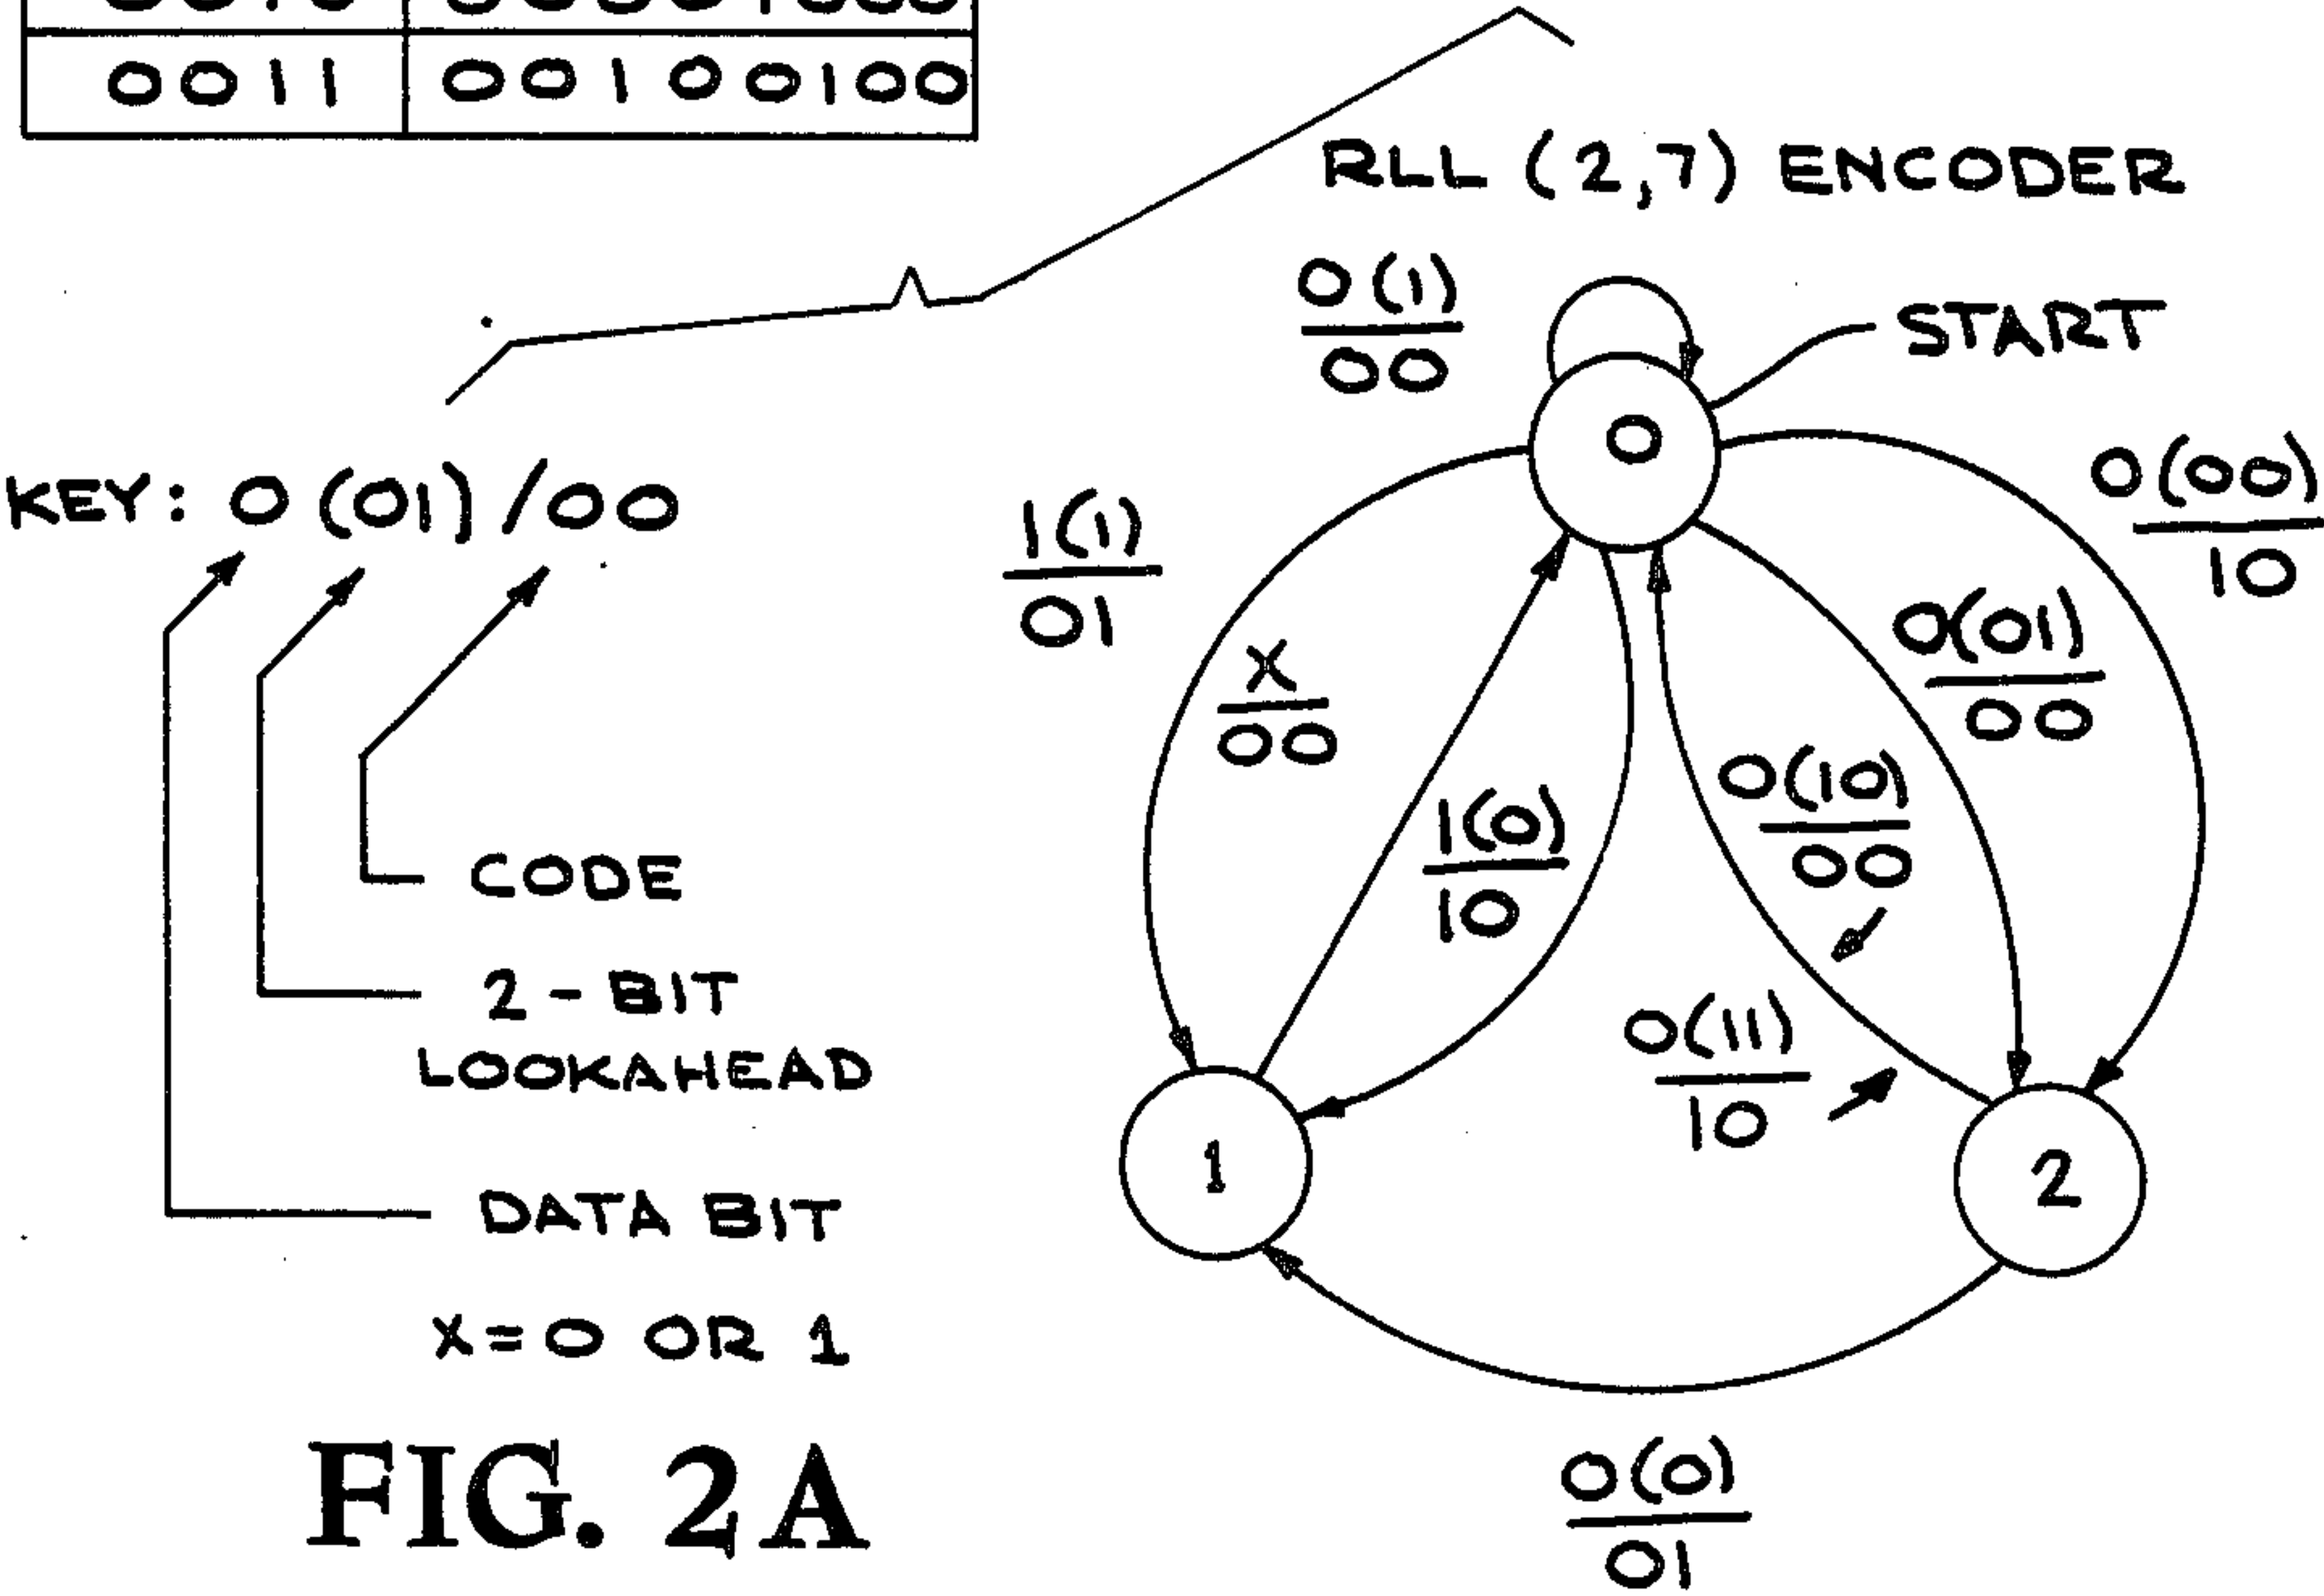 0011 00100100
RLL (2,7) ENCODER
0(1)
00
START
0
KEY: 0(01)/00
1(1)
01
0(00)
10
0(01)
00
X
00
0(10)
00
1(0)
10
CODE
2-BIT
LOOKAHEAD
0(11)
10
1
2
DATA BIT
X=0 OR 1
FIG. 2A
0(0)
01